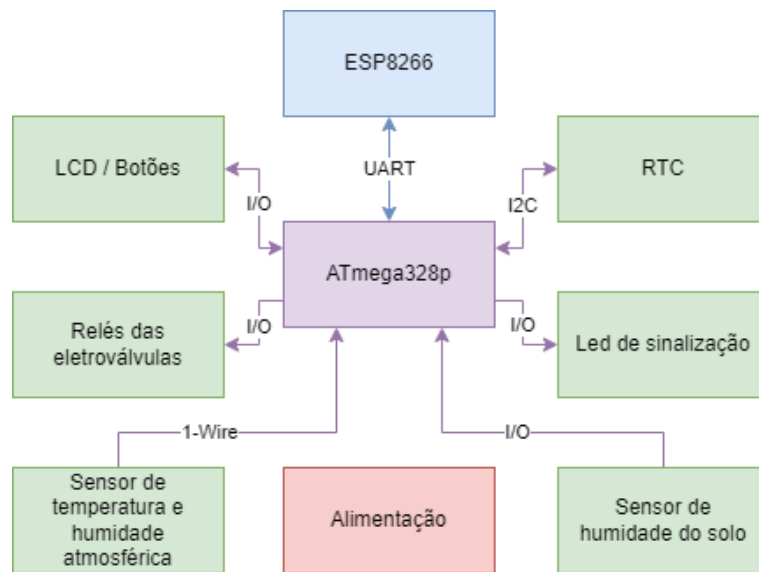 ESP8266
LCD / Botões
UART
RTC
I/O
I2C
ATmega328p
Relés das
eletroválvulas
I/O
I/O
Led de sinalização
1-Wire
I/O
Sensor de
temperatura e
humidade
atmosférica
Alimentação
Sensor de
humidade do solo